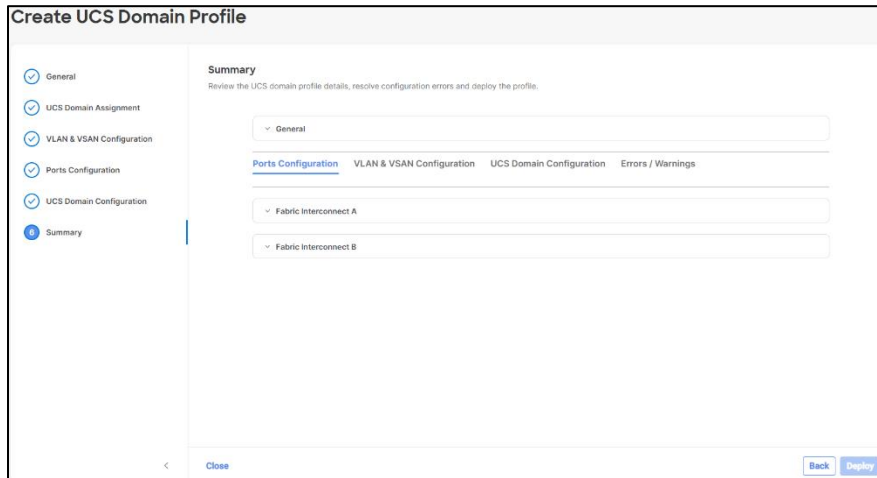 Create UCS Domain Profile
General
UCS Domain Assignment
VLAN & VSAN Configuration
Ports Configuration
UCS Domain Configuration
6 Summary
Summary
Review the UCS domain profile details, resolve configuration errors and deploy the profile.
General
Ports Configuration VLAN & VSAN Configuration UCS Domain Configuration Errors / Warnings
Fabric Interconnect A
Fabric Interconnect B
Close Back Deploy